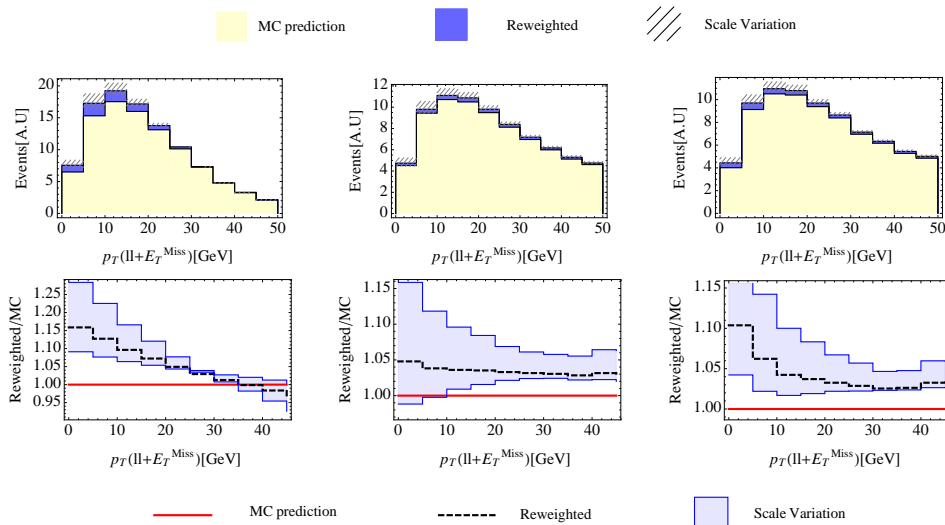 MC prediction Reweighted Scale Variation
Events[A.U]
20
15
10
5
0
0 10 20 30 40 50
p_T(ll+E_T^Miss)[GeV]
Events[A.U]
12
10
8
6
4
2
0
0 10 20 30 40 50
p_T(ll+E_T^Miss)[GeV]
Events[A.U]
10
8
6
4
2
0
0 10 20 30 40 50
p_T(ll+E_T^Miss)[GeV]
Reweighted/MC
1.25
1.20
1.15
1.10
1.05
1.00
0.95
0 10 20 30 40
p_T(ll+E_T^Miss)[GeV]
Reweighted/MC
1.15
1.10
1.05
1.00
0 10 20 30 40
p_T(ll+E_T^Miss)[GeV]
Reweighted/MC
1.15
1.10
1.05
1.00
0 10 20 30 40
p_T(ll+E_T^Miss)[GeV]
MC prediction Reweighted Scale Variation